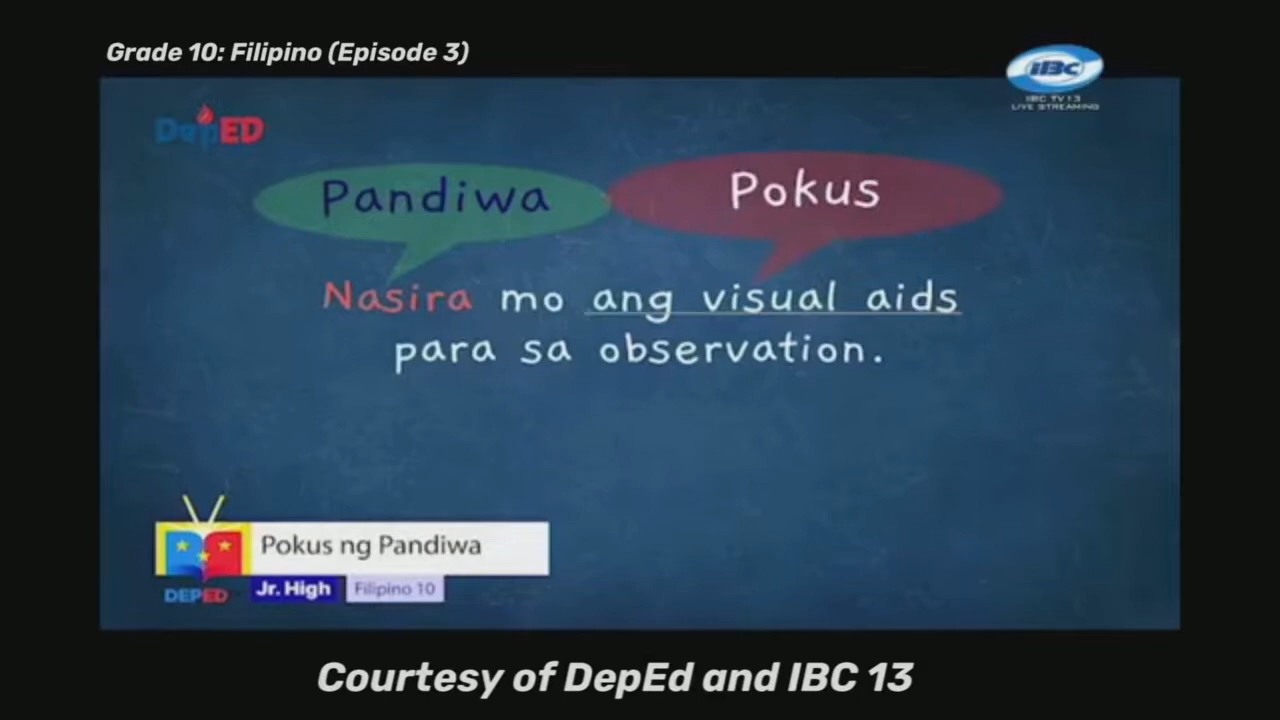 Grade 10: Filipino (Episode 3)
iBC
IBC TV 13
LIVE STREAMING
DepED
Pandiwa
Pokus
Nasira mo ang visual aids
para sa observation.
Pokus ng Pandiwa
DEPED
Jr. High
Filipino 10
Courtesy of DepEd and IBC 13